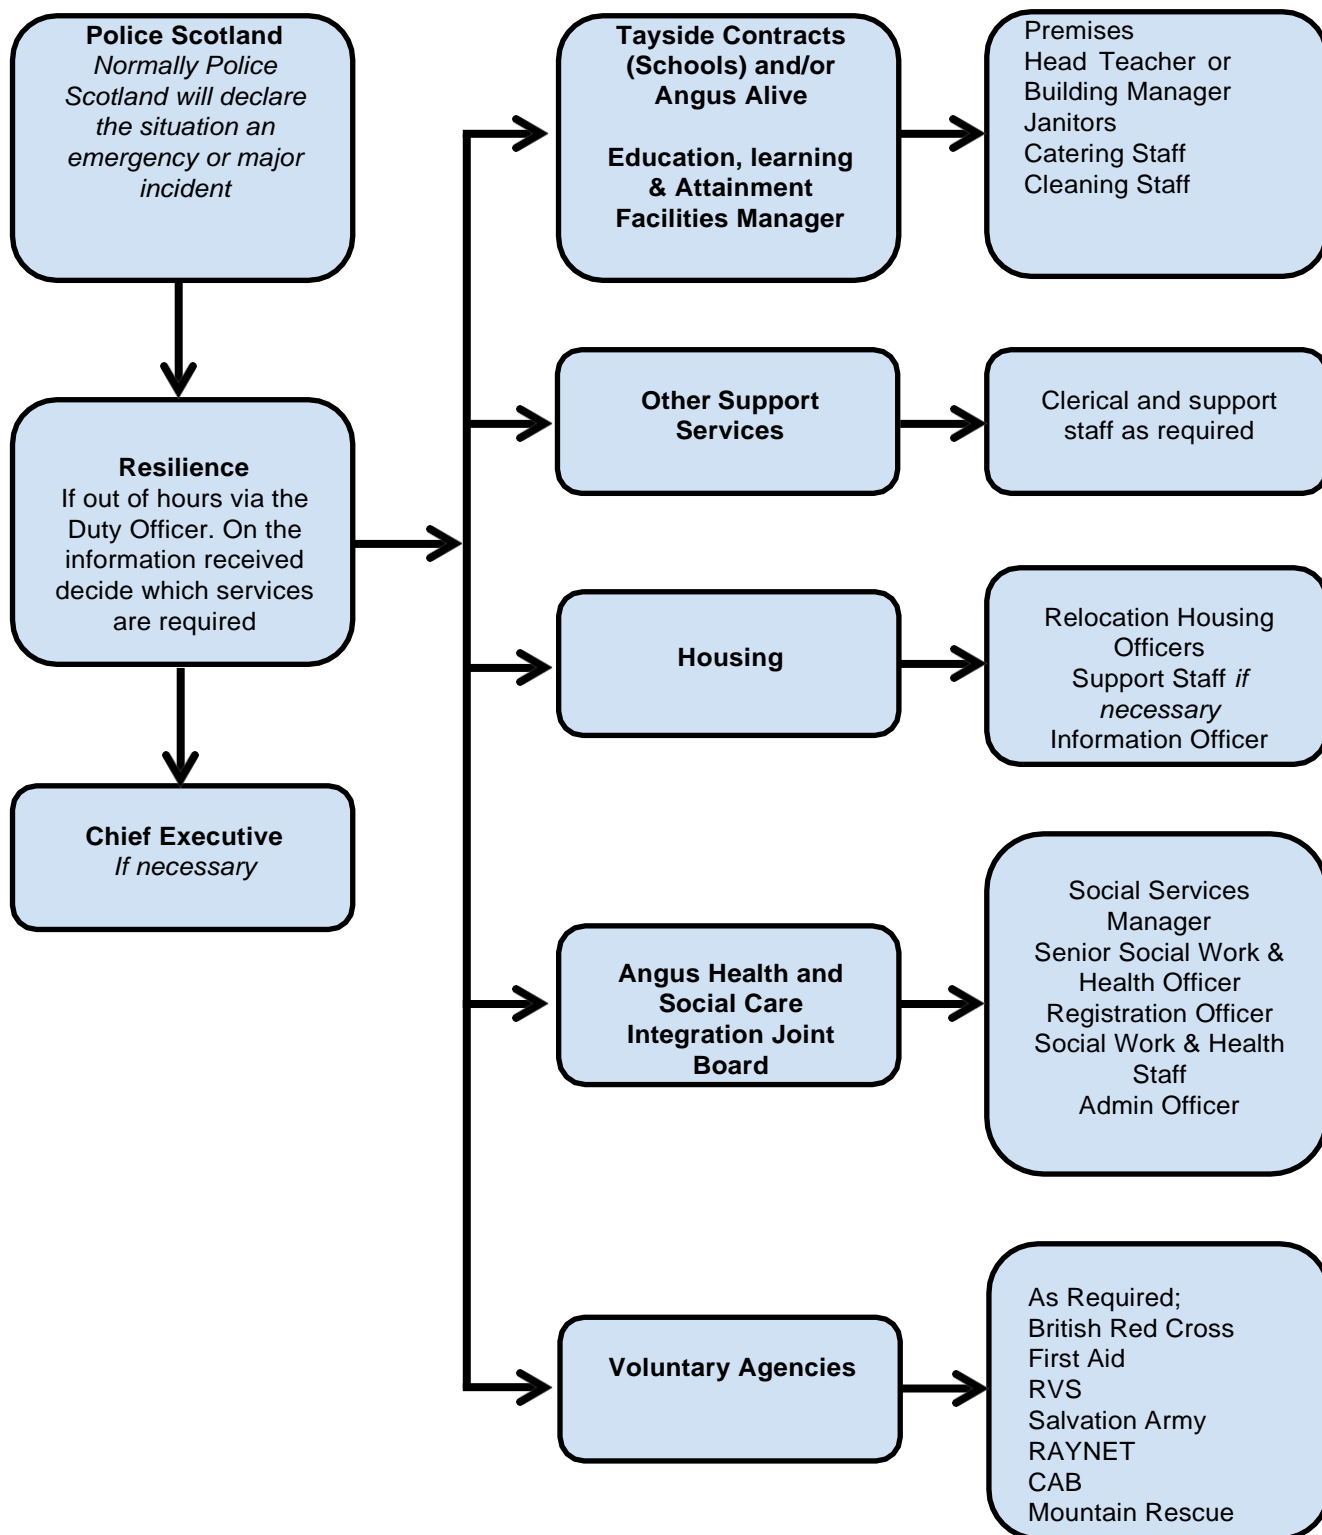 Police Scotland
Normally Police
Scotland will declare
the situation an
emergency or major
incident
Resilience
If out of hours via the
Duty Officer. On the
information received
decide which services
are required
Chief Executive
If necessary
Tayside Contracts
(Schools) and/or
Angus Alive
Education, learning
& Attainment
Facilities Manager
Premises
Head Teacher or
Building Manager
Janitors
Catering Staff
Cleaning Staff
Other Support
Services
Clerical and support
staff as required
Housing
Relocation Housing
Officers
Support Staff if
necessary
Information Officer
Angus Health and
Social Care
Integration Joint
Board
Social Services
Manager
Senior Social Work &
Health Officer
Registration Officer
Social Work & Health
Staff
Admin Officer
Voluntary Agencies
As Required;
British Red Cross
First Aid
RVS
Salvation Army
RAYNET
CAB
Mountain Rescue